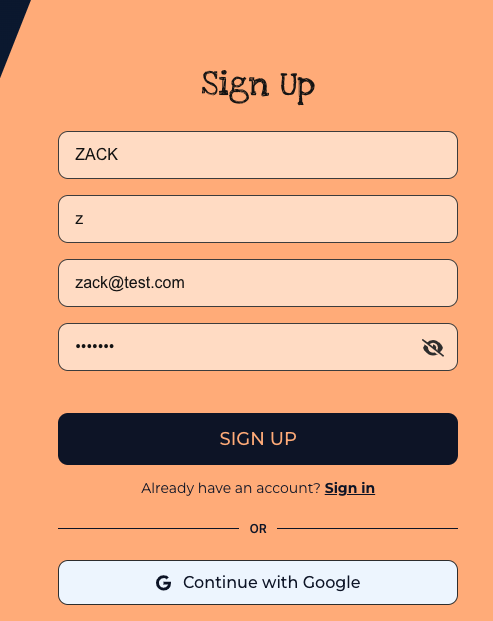 Sign Up
ZACK
z
zack@test.com
•••••••
SIGN UP
Already have an account? Sign in
OR
G Continue with Google